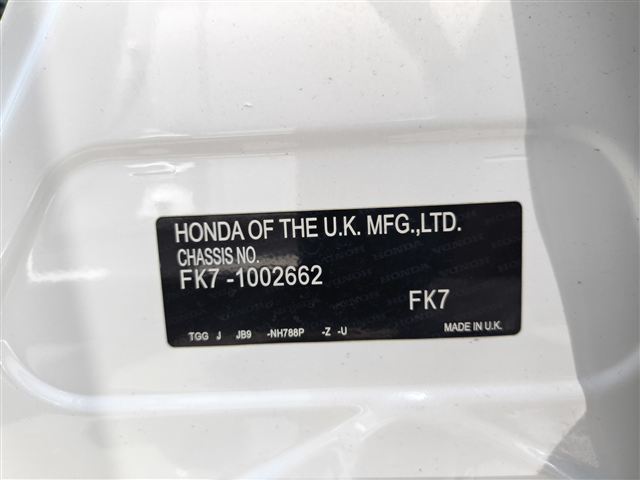 HONDA OF THE U.K. MFG.,LTD.
CHASSIS NO.
FK7 -1002662
FK7
TGG J JB9 -NH788P -Z -U
MADE IN U.K.